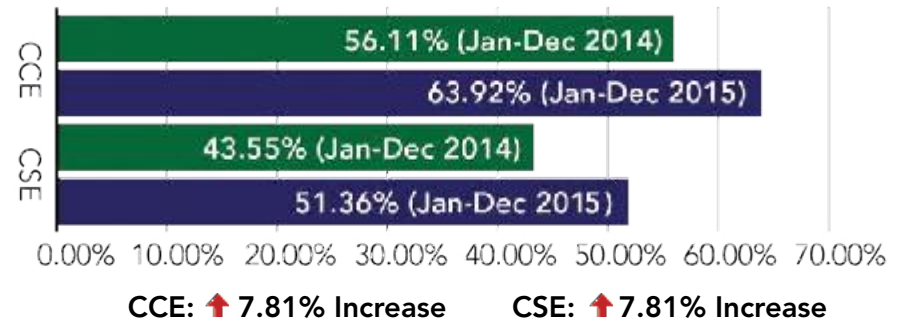 CCE
56.11% (Jan-Dec 2014)
63.92% (Jan-Dec 2015)
CSE
43.55% (Jan-Dec 2014)
51.36% (Jan-Dec 2015)
0.00% 10.00% 20.00% 30.00% 40.00% 50.00% 60.00% 70.00%
CCE: 7.81% Increase CSE: 7.81% Increase